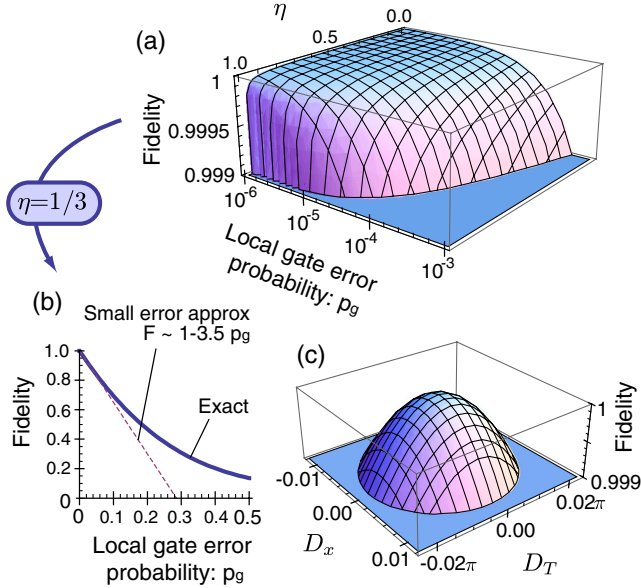 η
0.0
0.5
1.0
(a)
1
0.9995
0.999
Fidelity
10⁻⁶
10⁻⁵
10⁻⁴
10⁻³
Local gate error
probability: pg
η=1/3
(b)
Small error approx
F ~ 1-3.5 pg
Exact
1.0
0.8
0.6
0.4
0.2
0
Fidelity
0
0.1
0.2
0.3
0.4
0.5
Local gate error
probability: pg
(c)
Fidelity
1
0.999
-0.01
0.00
0.01
Dx
-0.02π
0.00
0.02π
DT